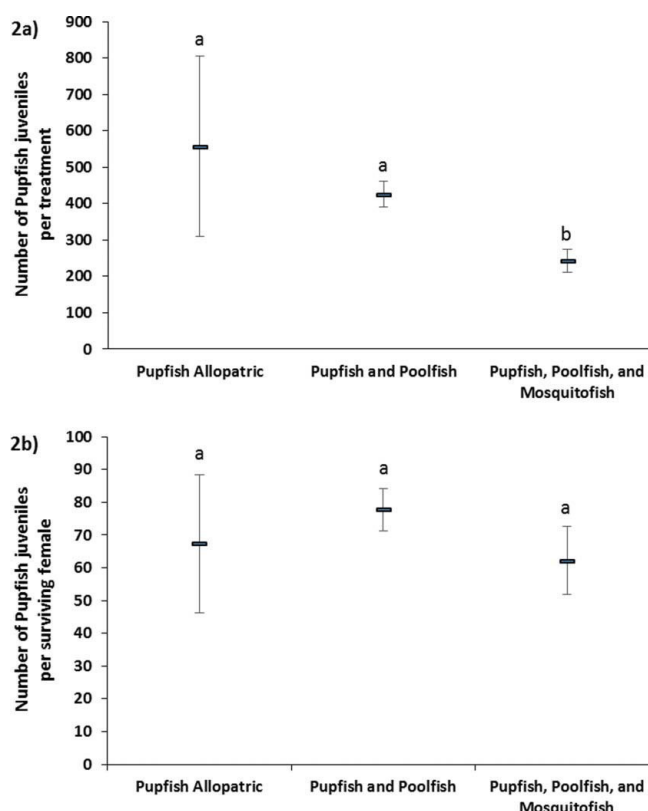 2a)
Number of Pupfish juveniles
per treatment
900
800
700
600
500
400
300
200
100
0
a
a
b
Pupfish Allopatric
Pupfish and Poolfish
Pupfish, Poolfish, and
Mosquitofish
2b)
Number of Pupfish juveniles
per surviving female
100
90
80
70
60
50
40
30
20
10
0
a
a
a
Pupfish Allopatric
Pupfish and Poolfish
Pupfish, Poolfish, and
Mosquitofish